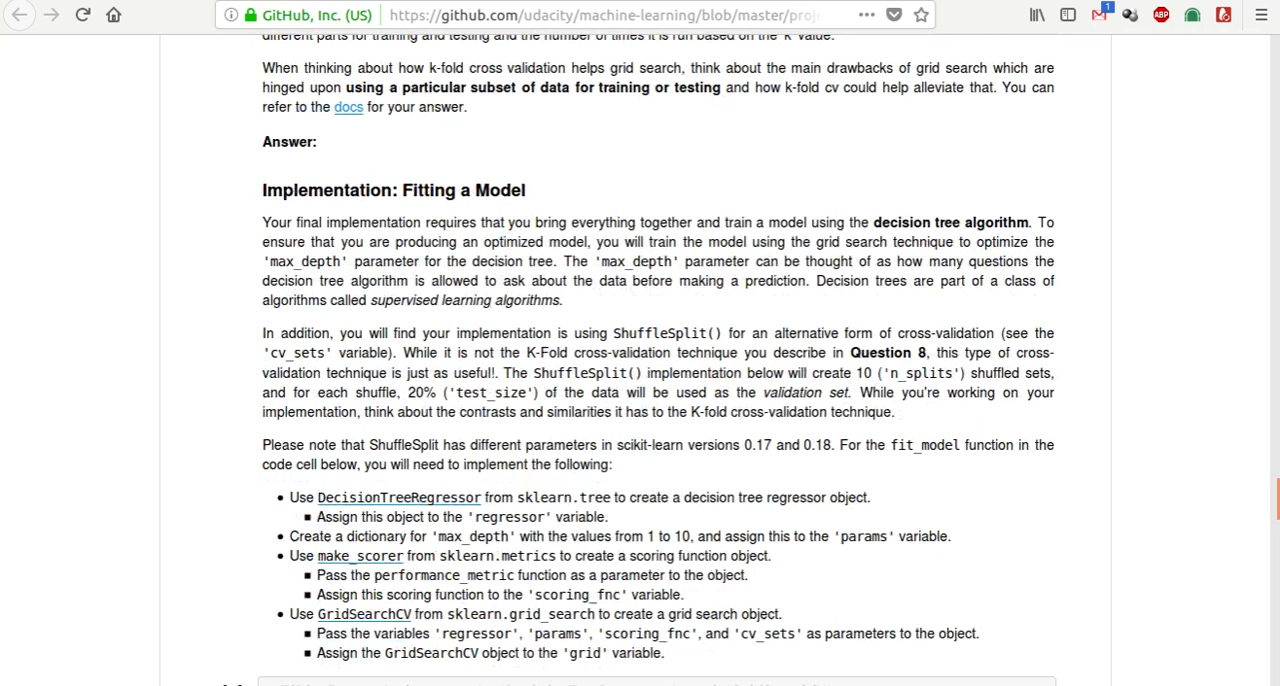 GitHub, Inc. (US) https://github.com/udacity/machine-learning/blob/master/proj
1
ABP
different parts for training and testing and the number of times it is run based on the 'k' value.
When thinking about how k-fold cross validation helps grid search, think about the main drawbacks of grid search which are
hinged upon using a particular subset of data for training or testing and how k-fold cv could help alleviate that. You can
refer to the docs for your answer.
Answer:
Implementation: Fitting a Model
Your final implementation requires that you bring everything together and train a model using the decision tree algorithm. To
ensure that you are producing an optimized model, you will train the model using the grid search technique to optimize the
'max_depth' parameter for the decision tree. The 'max_depth' parameter can be thought of as how many questions the
decision tree algorithm is allowed to ask about the data before making a prediction. Decision trees are part of a class of
algorithms called supervised learning algorithms.
In addition, you will find your implementation is using ShuffleSplit() for an alternative form of cross-validation (see the
'cv_sets' variable). While it is not the K-Fold cross-validation technique you describe in Question 8, this type of cross-
validation technique is just as useful!. The ShuffleSplit() implementation below will create 10 ('n_splits') shuffled sets,
and for each shuffle, 20% ('test_size') of the data will be used as the validation set. While you're working on your
implementation, think about the contrasts and similarities it has to the K-fold cross-validation technique.
Please note that ShuffleSplit has different parameters in scikit-learn versions 0.17 and 0.18. For the fit_model function in the
code cell below, you will need to implement the following:
• Use DecisionTreeRegressor from sklearn.tree to create a decision tree regressor object.
▪ Assign this object to the 'regressor' variable.
• Create a dictionary for 'max_depth' with the values from 1 to 10, and assign this to the 'params' variable.
• Use make_scorer from sklearn.metrics to create a scoring function object.
▪ Pass the performance_metric function as a parameter to the object.
▪ Assign this scoring function to the 'scoring_fnc' variable.
• Use GridSearchCV from sklearn.grid_search to create a grid search object.
▪ Pass the variables 'regressor', 'params', 'scoring_fnc', and 'cv_sets' as parameters to the object.
▪ Assign the GridSearchCV object to the 'grid' variable.